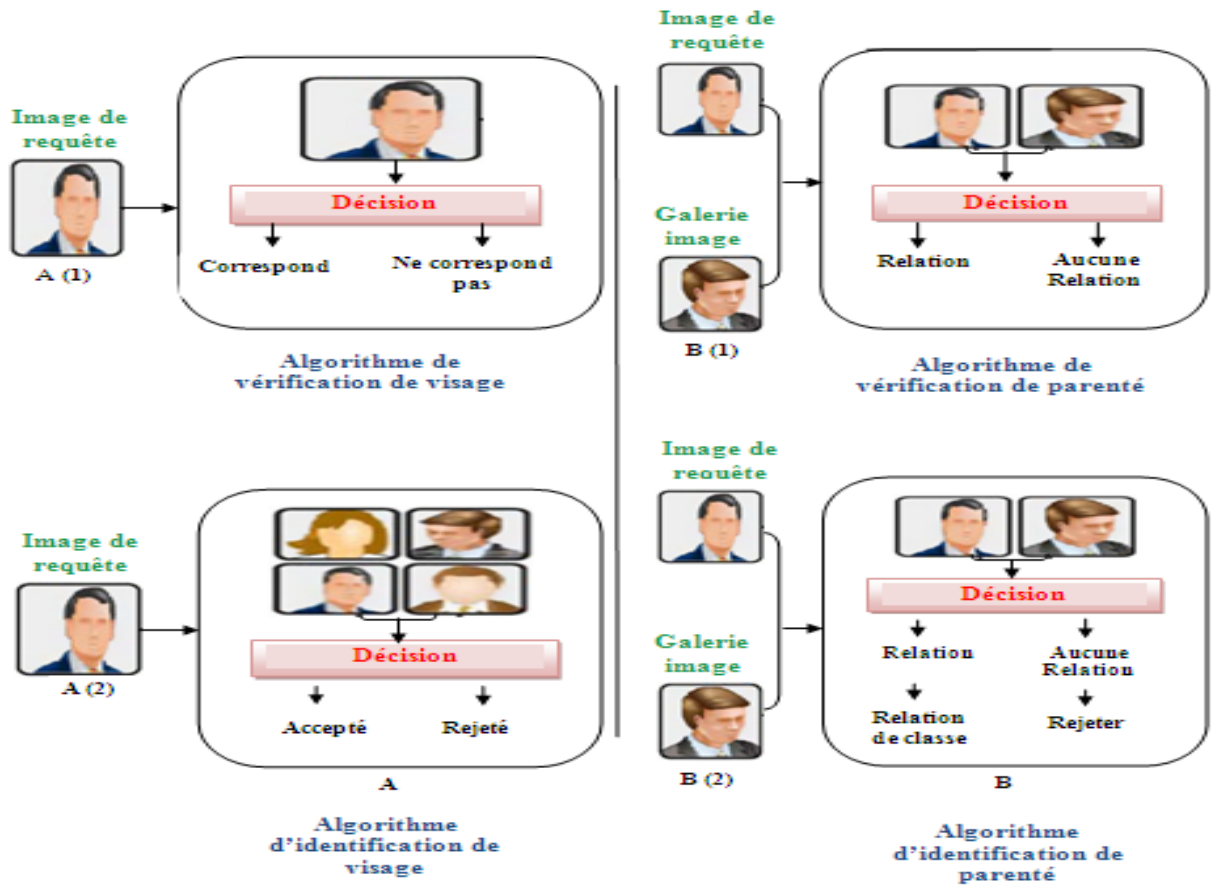 Image de
requête
A (1)
Décision
Correspond
Ne correspond
pas
Algorithme de
vérification de visage
Image de
requête
Galerie
image
B (1)
Décision
Relation
Aucune
Relation
Algorithme de
vérification de parenté
Image de
requête
A (2)
Décision
Accepté
Rejeté
A
Algorithme
d'identification de
visage
Image de
requête
Galerie
image
B (2)
Décision
Relation
Aucune
Relation
Relation
de classe
Rejeter
B
Algorithme
d'identification de
parenté